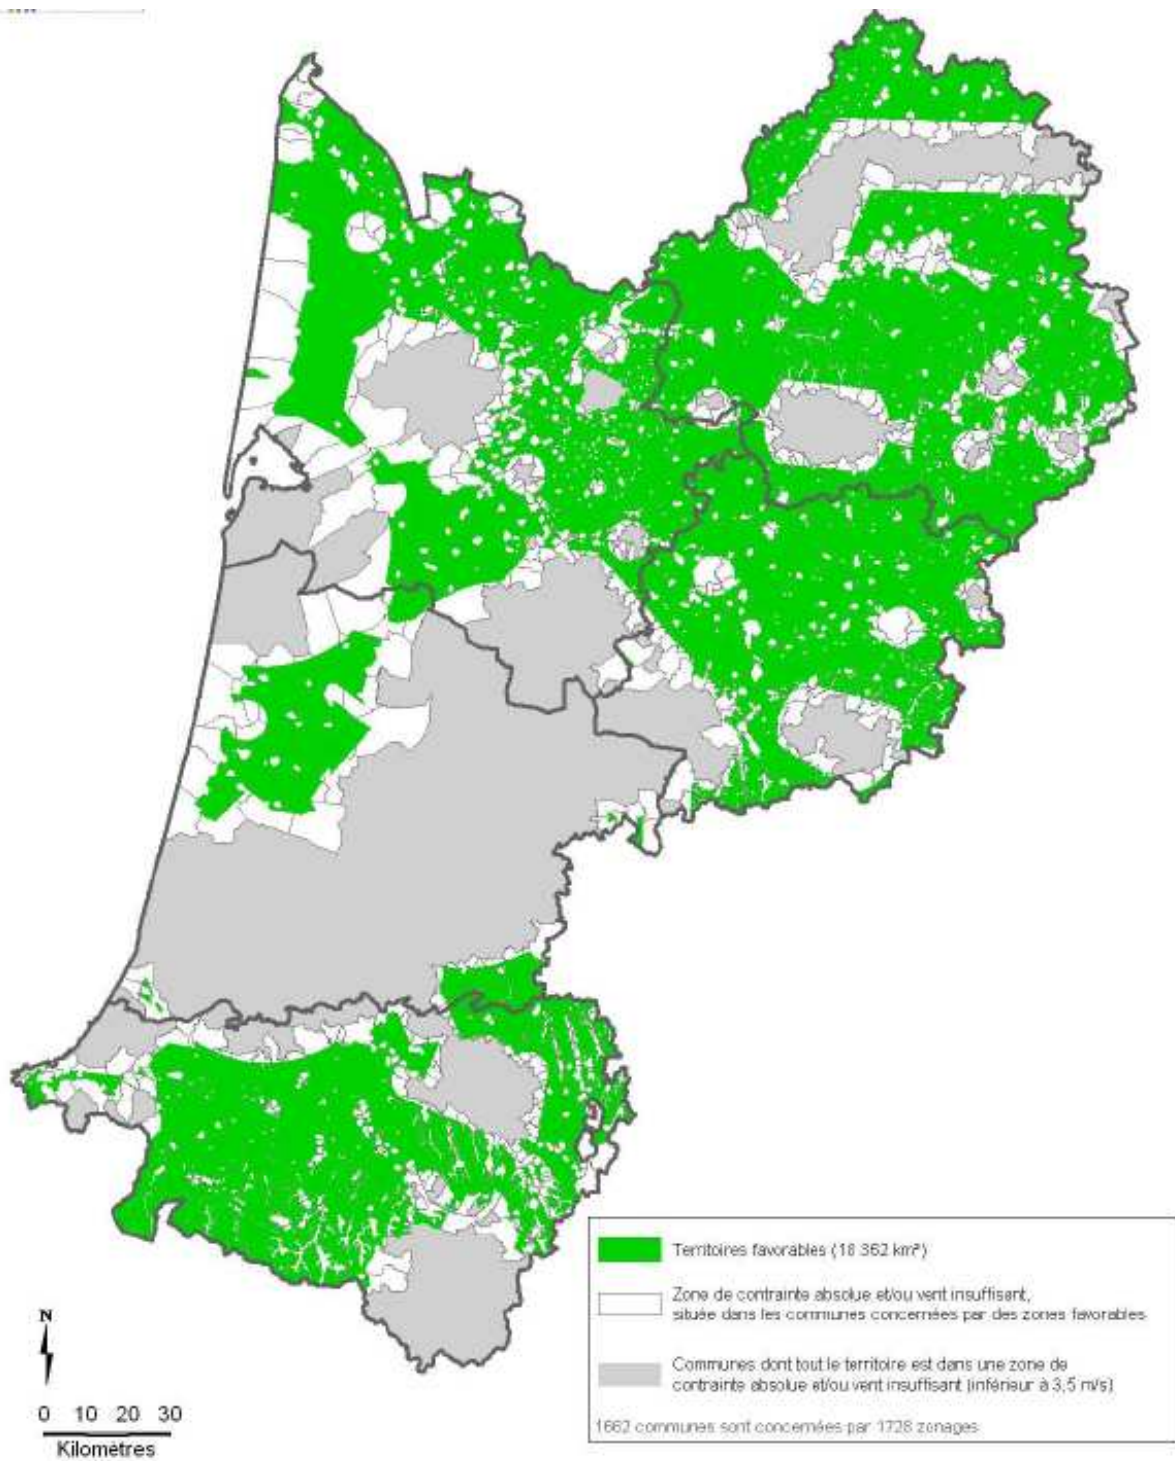 Territoires favorables (18 362 km²)
Zone de contrainte absolue et/ou vent insuffisant,
située dans les communes concernées par des zones favorables
Communes dont tout le territoire est dans une zone de
contrainte absolue et/ou vent insuffisant (inférieur à 3,5 m/s)
1662 communes sont concernées par 1728 zonages
N
0 10 20 30
Kilomètres